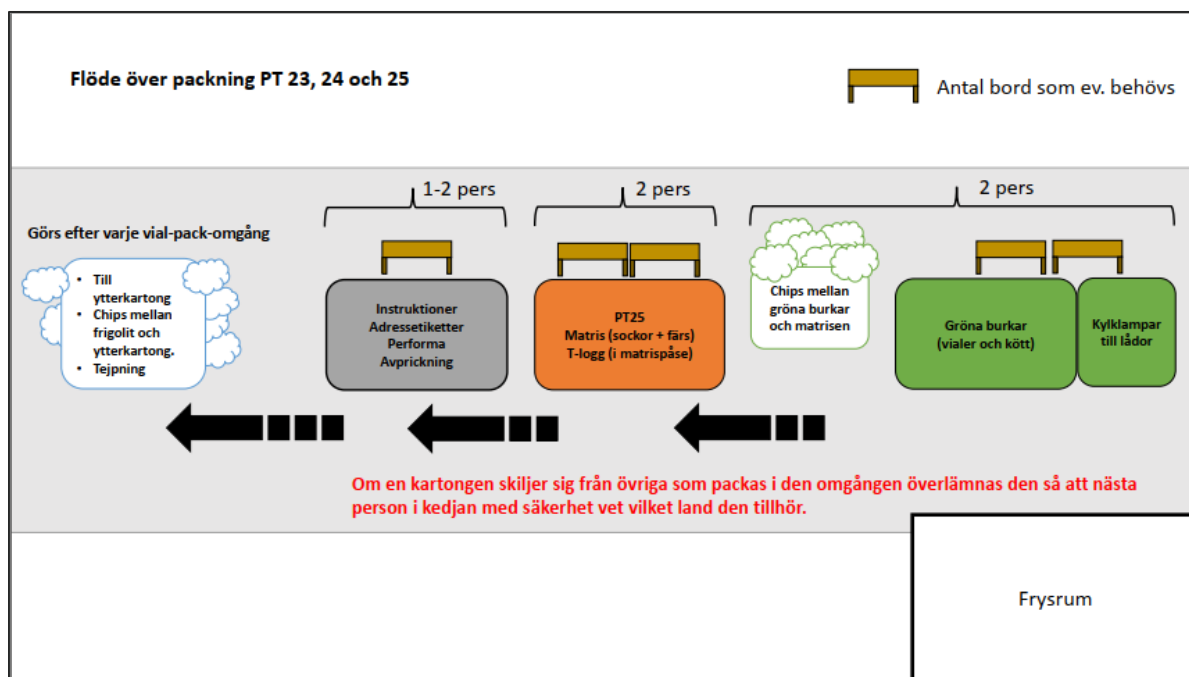 Flöde över packning PT 23, 24 och 25
Antal bord som ev. behövs
1-2 pers
2 pers
2 pers
Görs efter varje vial-pack-omgång
• Till
ytterkartong
• Chips mellan
frigolit och
ytterkartong.
• Tejpning
Instruktioner
Adressetiketter
Performa
Avprickning
PT25
Matris (sockor + färs)
T-logg (i matrispåse)
Chips mellan
gröna burkar
och matrisen
Gröna burkar
(vialer och kött)
Kylklampar
till lådor
Om en kartongen skiljer sig från övriga som packas i den omgången överlämnas den så att nästa
person i kedjan med säkerhet vet vilket land den tillhör.
Frysrum